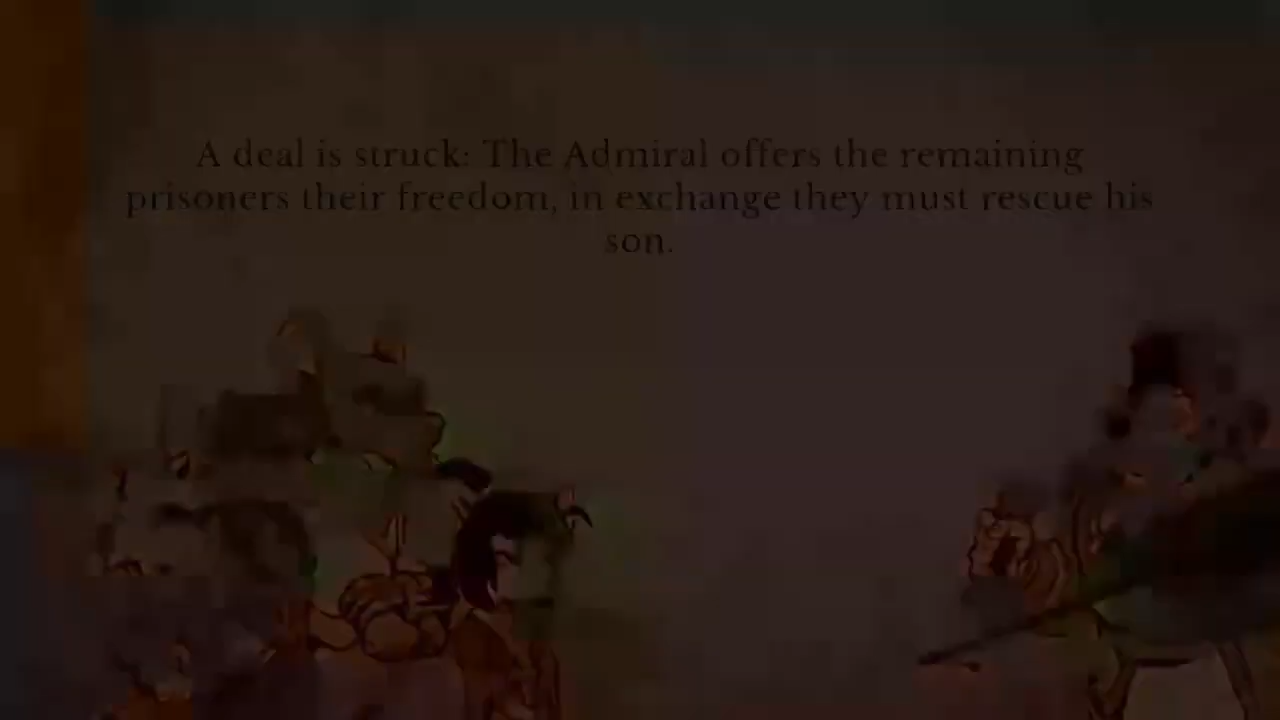 A deal is struck: The Admiral offers the remaining
prisoners their freedom, in exchange they must rescue his
son.